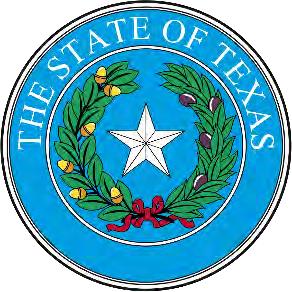 THE STATE OF TEXAS